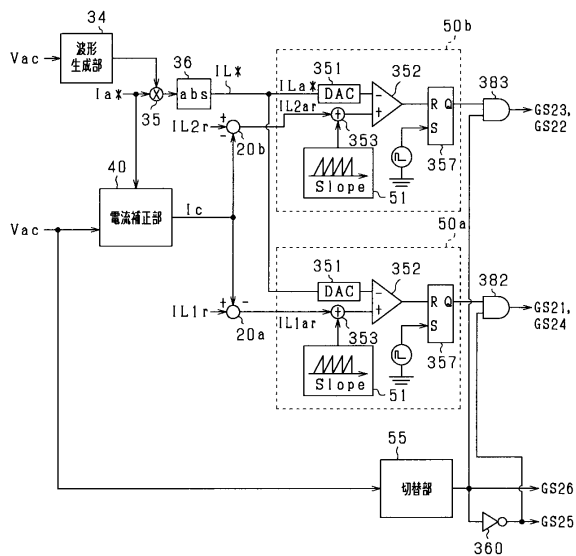 34
Vac
波形
生成部
Ia*
35
36
abs
IL*
50b
351
ILa*
DAC
352
IL2ar
IL2r
+
−
20b
+
353
−
+
R Q
S
357
Slope
51
383
GS23,
GS22
40
電流補正部
Ic
Vac
50a
351
DAC
352
−
+
IL1r
+
−
20a
IL1ar
+
353
R Q
S
357
Slope
51
382
GS21,
GS24
55
切替部
GS26
GS25
360